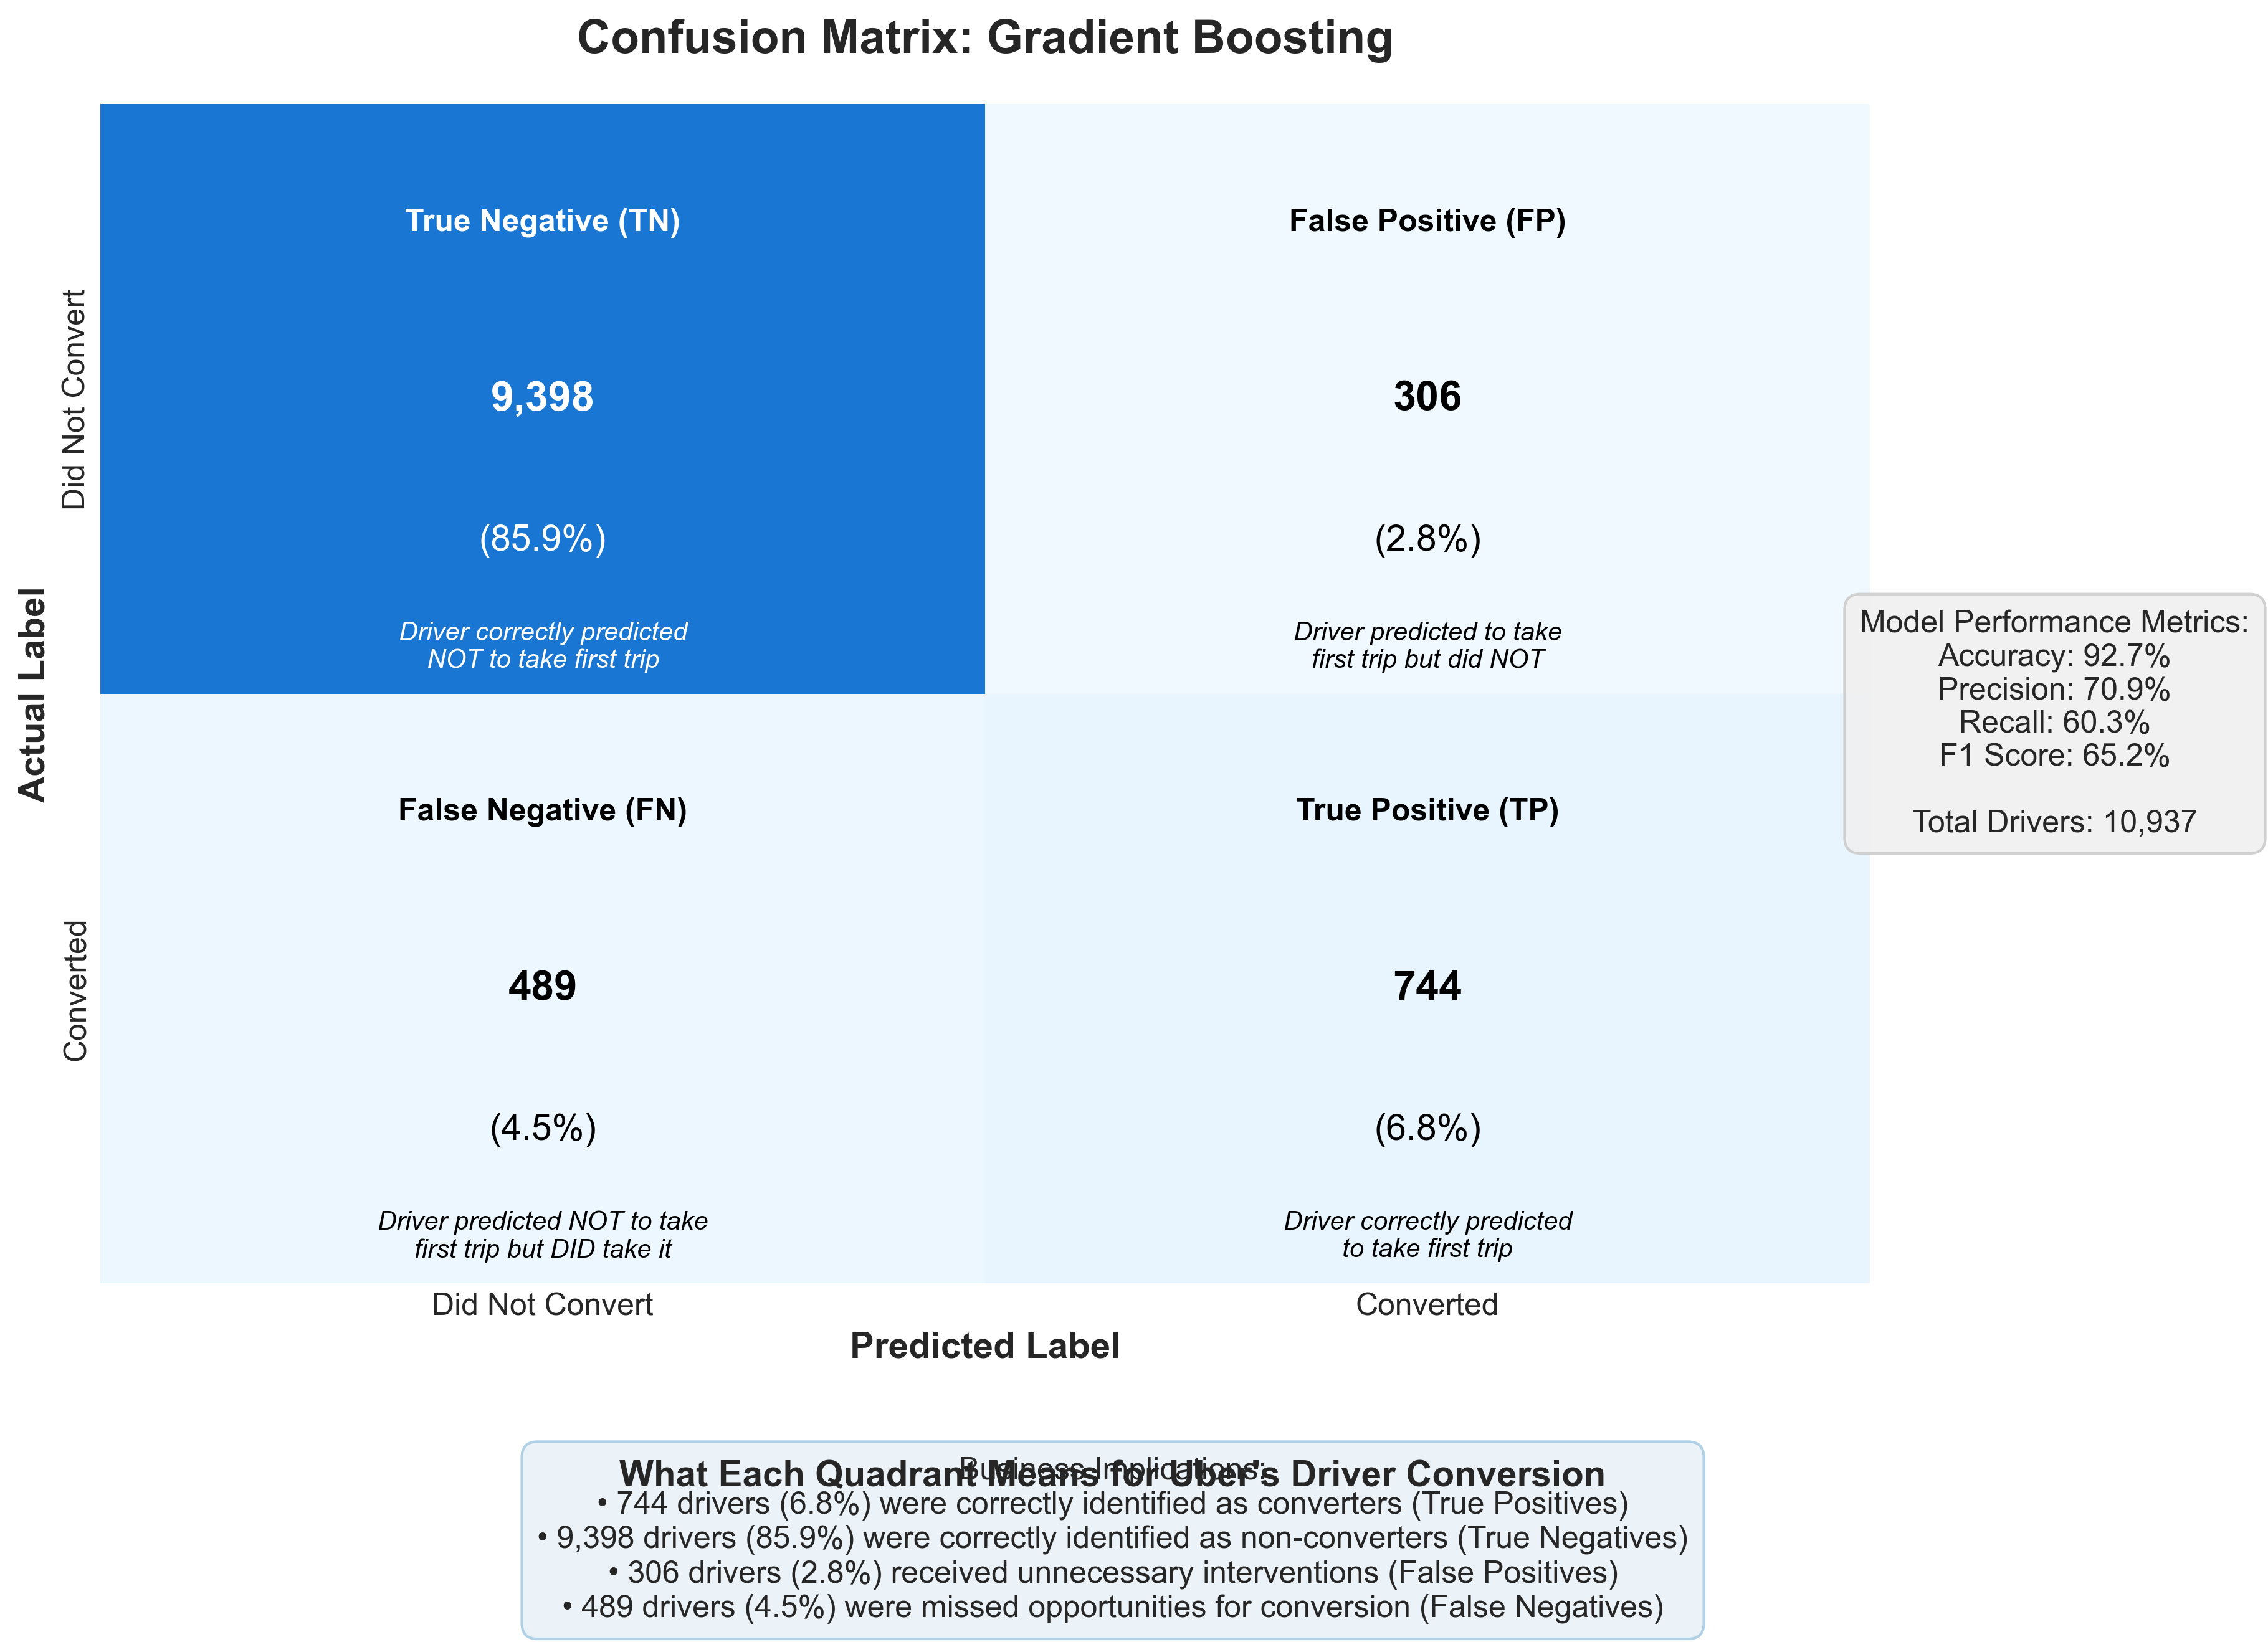 Confusion Matrix: Gradient Boosting
True Negative (TN)
False Positive (FP)
9,398
306
(85.9%)
(2.8%)
Driver correctly predicted
NOT to take first trip
Driver predicted to take
first trip but did NOT
Did Not Convert
Actual Label
Model Performance Metrics:
Accuracy: 92.7%
Precision: 70.9%
Recall: 60.3%
F1 Score: 65.2%
Total Drivers: 10,937
False Negative (FN)
True Positive (TP)
489
744
(4.5%)
(6.8%)
Driver predicted NOT to take
first trip but DID take it
Driver correctly predicted
to take first trip
Converted
Did Not Convert
Converted
Predicted Label
What Each Quadrant Means for Uber's Driver Conversion
Business Implications:
• 744 drivers (6.8%) were correctly identified as converters (True Positives)
• 9,398 drivers (85.9%) were correctly identified as non-converters (True Negatives)
• 306 drivers (2.8%) received unnecessary interventions (False Positives)
• 489 drivers (4.5%) were missed opportunities for conversion (False Negatives)